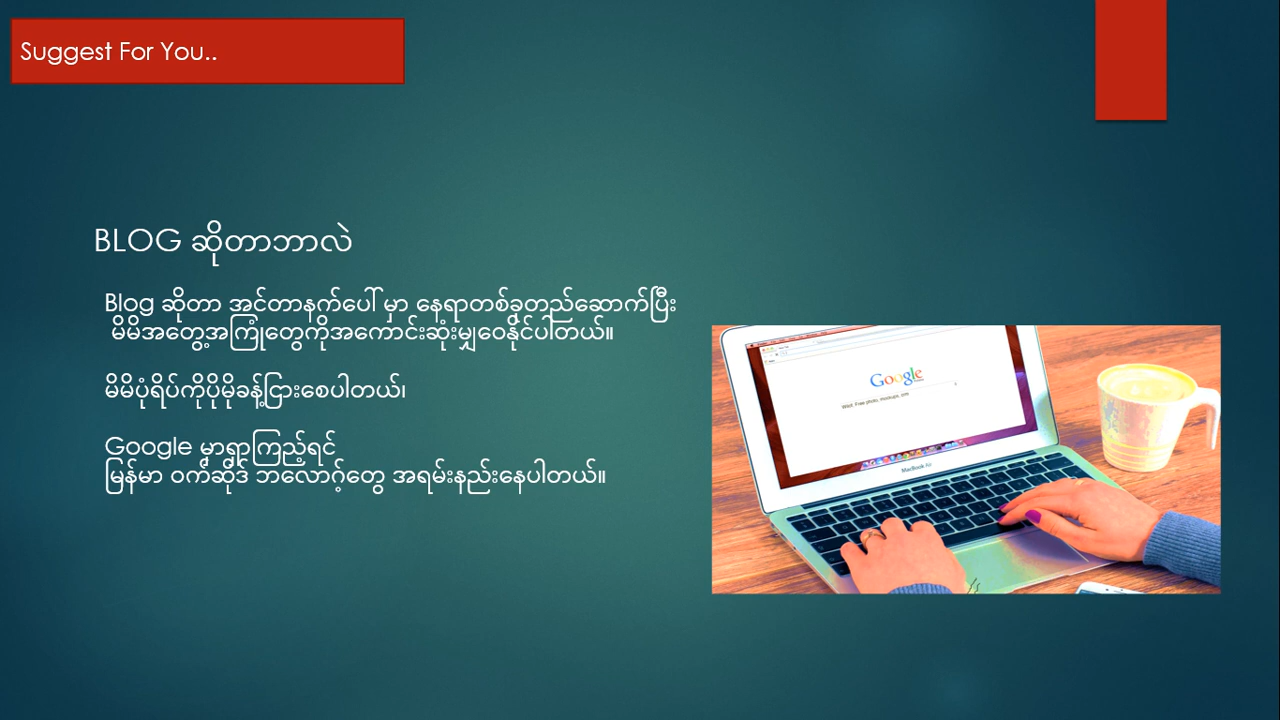 Suggest For You..
BLOG ဆိုတာဘာလဲ
Blog ဆိုတာ အင်တာနက်ပေါ် မှာ နေရာတစ်ခုတည်ဆောက်ပြီး
မိမိအတွေ့အကြုံတွေကိုအကောင်းဆုံးမျှဝေနိုင်ပါတယ်။
မိမိပုံရိပ်ကိုပိုမိုခန့်ငြားစေပါတယ်၊
Google မှာရှာကြည့်ရင်
မြန်မာ ဝက်ဆိုဒ် ဘလော့ဂ်တွေ အရမ်းနည်းနေပါတယ်။
Google
MacBook Air